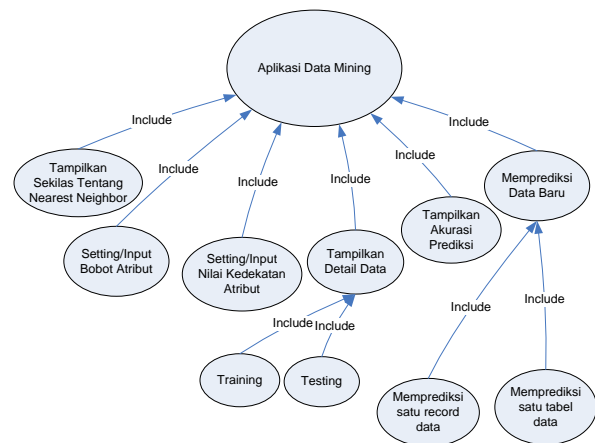 Aplikasi Data Mining
Include
Include
Include
Include
Include
Include
Tampilkan
Sekilas Tentang
Nearest Neighbor
Memprediksi
Data Baru
Setting/Input
Bobot Atribut
Setting/Input
Nilai Kedekatan
Atribut
Tampilkan
Detail Data
Tampilkan
Akurasi
Prediksi
Include
Include
Include
Include
Training
Testing
Memprediksi
satu record
data
Memprediksi
satu tabel
data